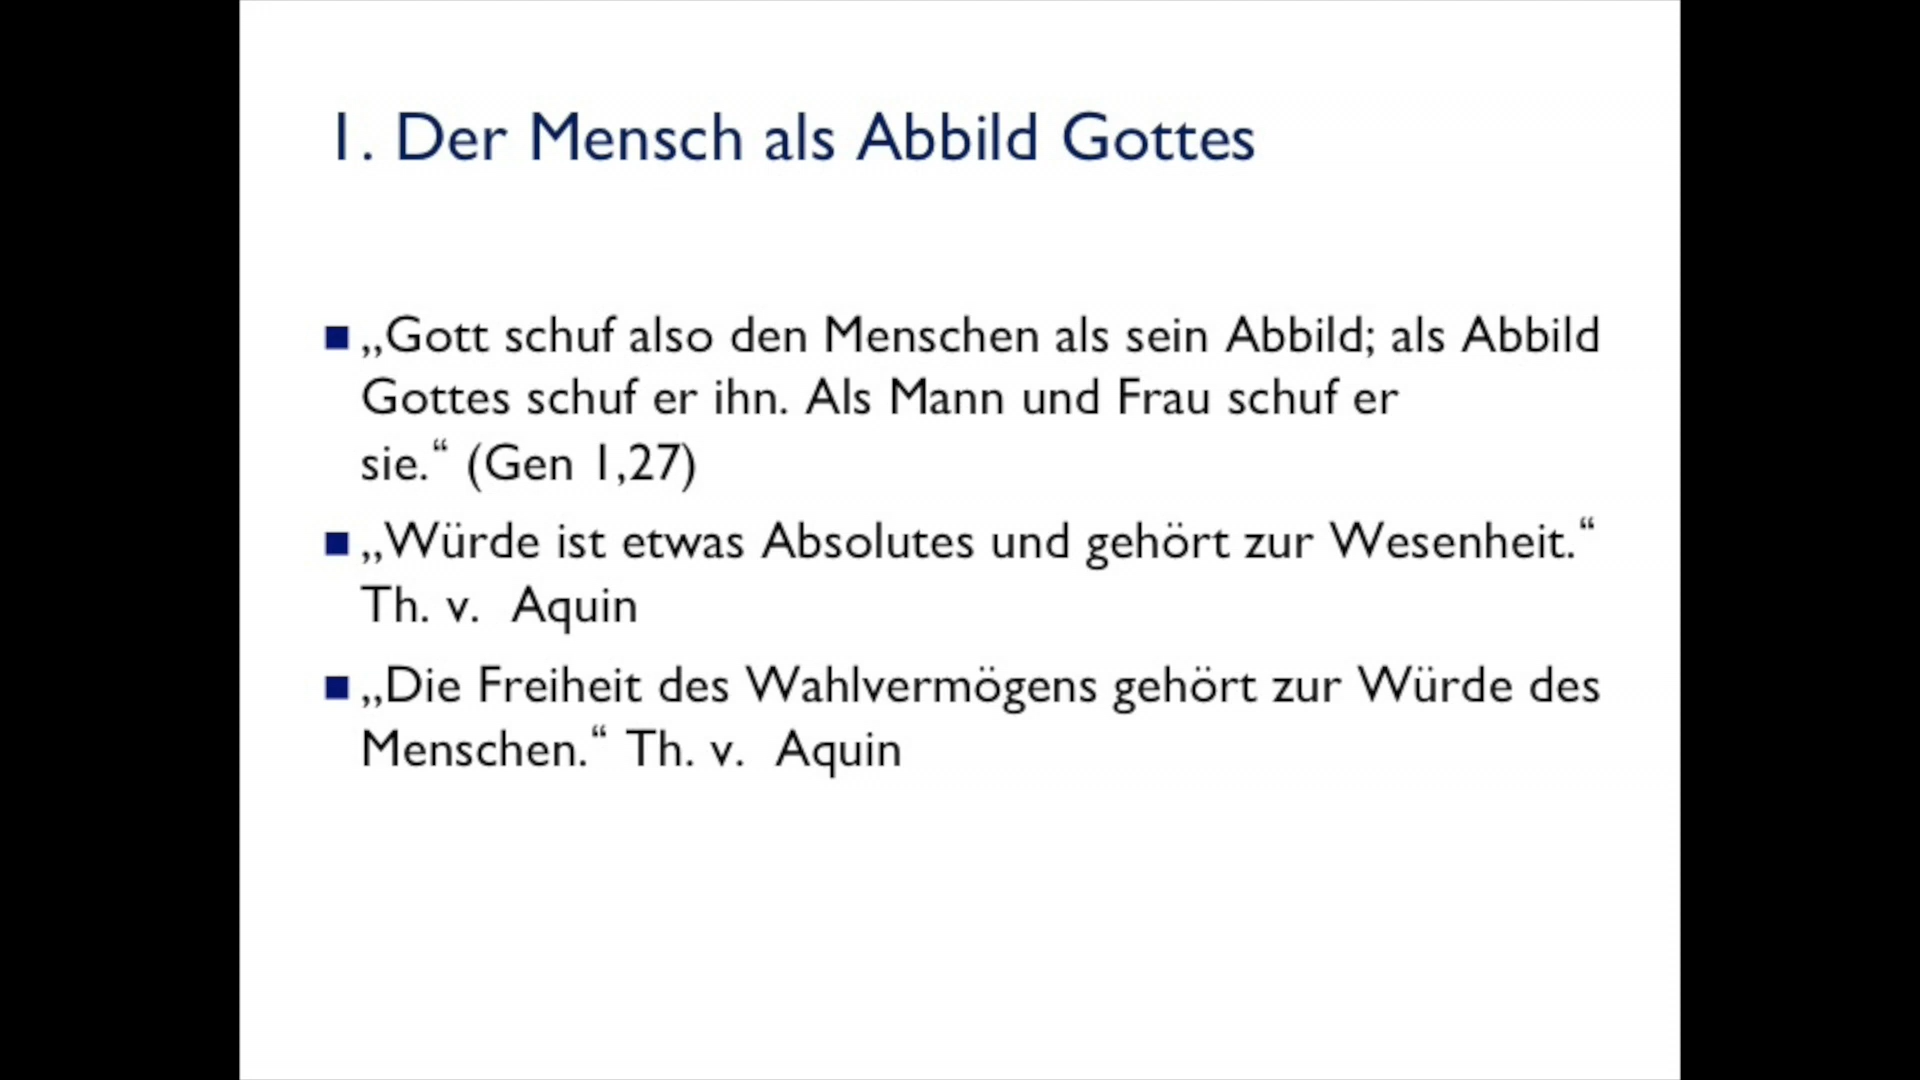 1. Der Mensch als Abbild Gottes
■ „Gott schuf also den Menschen als sein Abbild; als Abbild
Gottes schuf er ihn. Als Mann und Frau schuf er
sie.“ (Gen 1,27)
■ „Würde ist etwas Absolutes und gehört zur Wesenheit.“
Th. v. Aquin
■ „Die Freiheit des Wahlvermögens gehört zur Würde des
Menschen.“ Th. v. Aquin